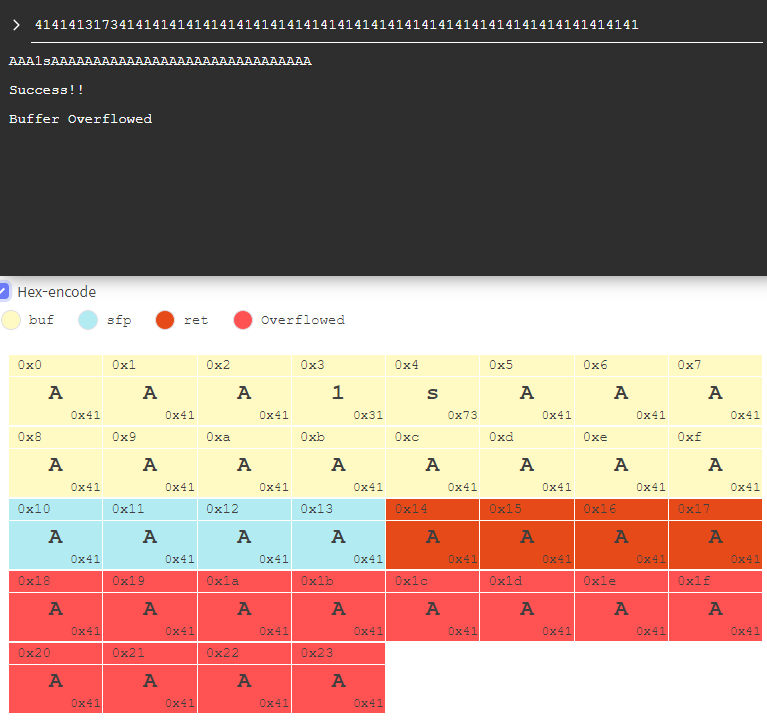 > 414141317341414141414141414141414141414141414141414141414141414141414141
AAA1sAAAAAAAAAAAAAAAAAAAAAAAAAAAAAAA
Success!!
Buffer Overflowed
Hex-encode
buf sfp ret Overflowed
0x0 0x1 0x2 0x3 0x4 0x5 0x6 0x7
A A A 1 s A A A
0x41 0x41 0x41 0x31 0x73 0x41 0x41 0x41
0x8 0x9 0xa 0xb 0xc 0xd 0xe 0xf
A A A A A A A A
0x41 0x41 0x41 0x41 0x41 0x41 0x41 0x41
0x10 0x11 0x12 0x13 0x14 0x15 0x16 0x17
A A A A A A A A
0x41 0x41 0x41 0x41 0x41 0x41 0x41 0x41
0x18 0x19 0x1a 0x1b 0x1c 0x1d 0x1e 0x1f
A A A A A A A A
0x41 0x41 0x41 0x41 0x41 0x41 0x41 0x41
0x20 0x21 0x22 0x23
A A A A
0x41 0x41 0x41 0x41